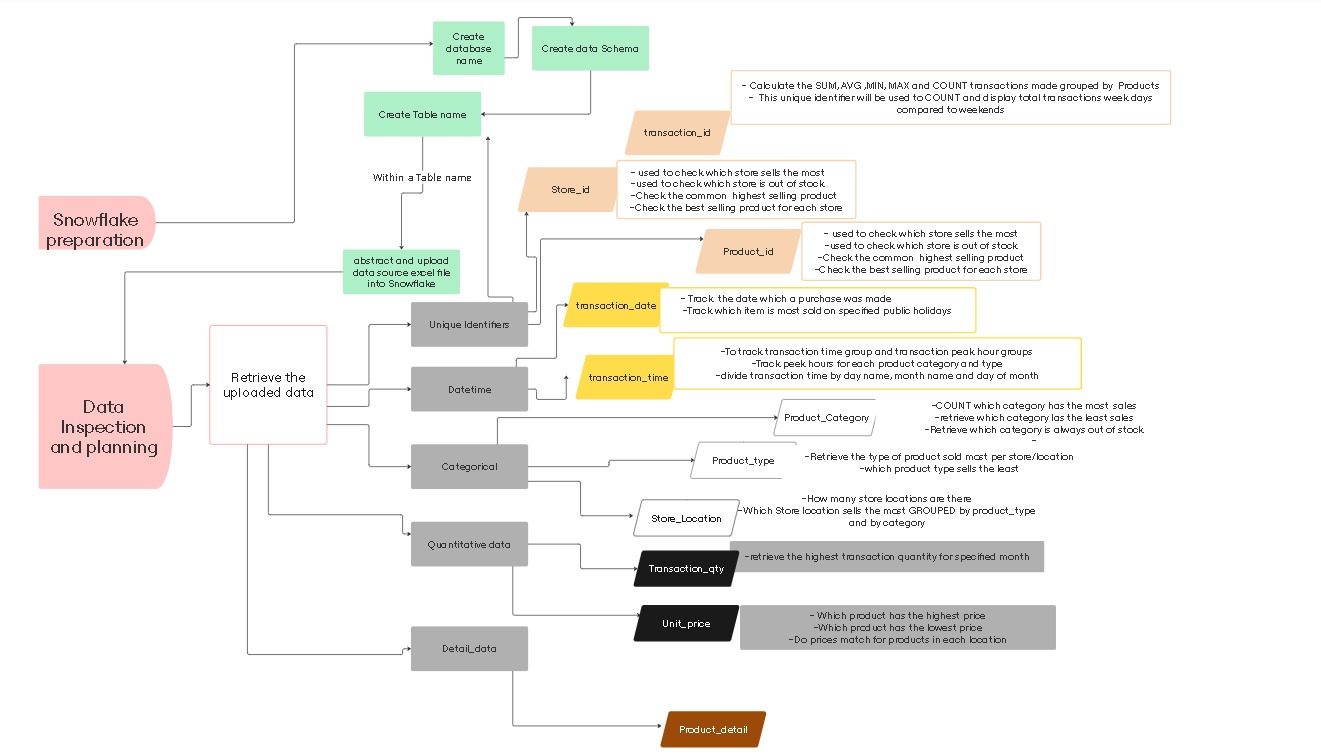 Create
database
name
Create data Schema
- Calculate the SUM,AVG ,MIN, MAX and COUNT transactions made grouped by Products
- This unique identifier will be used to COUNT and display total transactions week days
compared to weekends
Create Table name
transaction_id
Within a Table name
Store_id
- used to check which store sells the most
-used to check which store is out of stock
-Check the common highest selling product
-Check the best selling product for each store
Snowflake
preparation
Product_id
- used to check which store sells the most
-used to check which store is out of stock
-Check the common highest selling product
-Check the best selling product for each store
abstract and upload
data source excel file
into Snowflake
Unique Identifiers
transaction_date
- Track the date which a purchase was made
-Track which item is most sold on specified public holidays
Retrieve the
uploaded data
Datetime
transaction_time
-To track transaction time group and transaction peak hour groups
-Track peek hours for each product category and type
-divide transaction time by day name, month name and day of month
Data
Inspection
and planning
Product_Category
-COUNT which category has the most sales
-retrieve which category las the least sales
-Retrieve which category is always out of stock
-
Categorical
Product_type
-Retrieve the type of product sold most per store/location
-which product type sells the least
Store_Location
-How many store locations are there
-Which Store location sells the most GROUPED by product_type
and by category
Quantitative data
Transaction_qty
-retrieve the highest transaction quantity for specified month
Unit_price
- Which product has the highest price
-Which product has the lowest price
-Do prices match for products in each location
Detail_data
Product_detail